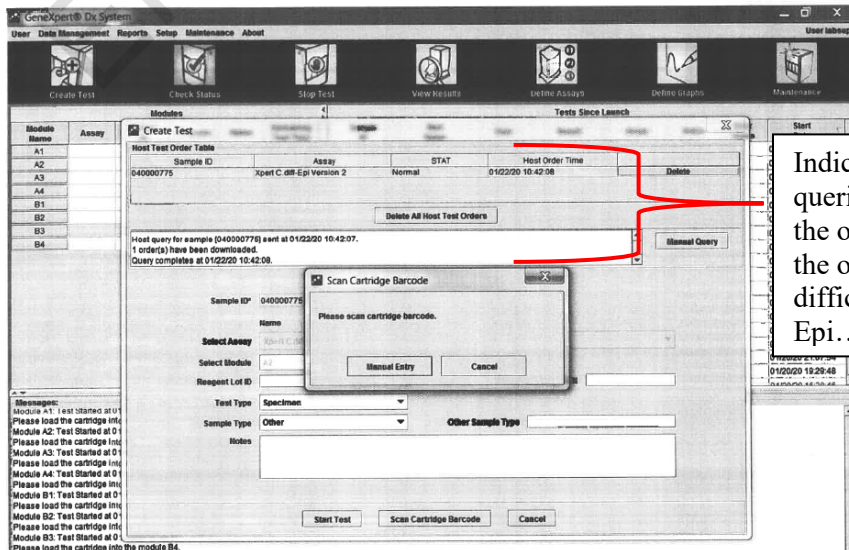 GeneXpert® Dx System
User Data Management Reports Setup Maintenance About
Create Test Check Status Stop Test View Results Define Assays Define Graphs Maintenance
Modules Tests Since Launch
Module Name Assay Start
A1
A2
A3
A4
B1
B2
B3
B4
Create Test
Host Test Order Table
Sample ID Assay STAT Host Order Time
040000775 Xpert C.diff-Epi Version 2 Normal 01/22/20 10:42:08 Delete
Delete All Host Test Orders
Host query for sample [040000775] sent at 01/22/20 10:42:07.
1 order(s) have been downloaded.
Query completes at 01/22/20 10:42:08.
Manual Query
Scan Cartridge Barcode
Please scan cartridge barcode.
Manual Entry Cancel
Sample ID* 040000775
Name
Select Assay
Select Module A2
Reagent Lot ID
Test Type Specimen
Sample Type Other Other Sample Type
Notes
Start Test Scan Cartridge Barcode Cancel
01/20/20 19:29:48
Messages:
Module A1: Test Started at 0
Please load the cartridge into
Module A2: Test Started at 0
Please load the cartridge into
Module A3: Test Started at 0
Please load the cartridge into
Module A4: Test Started at 0
Please load the cartridge into
Module B1: Test Started at 0
Please load the cartridge into
Module B2: Test Started at 0
Please load the cartridge into
Module B3: Test Started at 0
Please load the cartridge into the module B4.
Indic
queri
the o
the o
diffic
Epi…